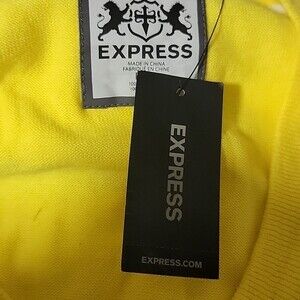 EXPRESS
MADE IN CHINA
FABRIQUÉ EN CHINE
EXPRESS
EXPRESS.COM